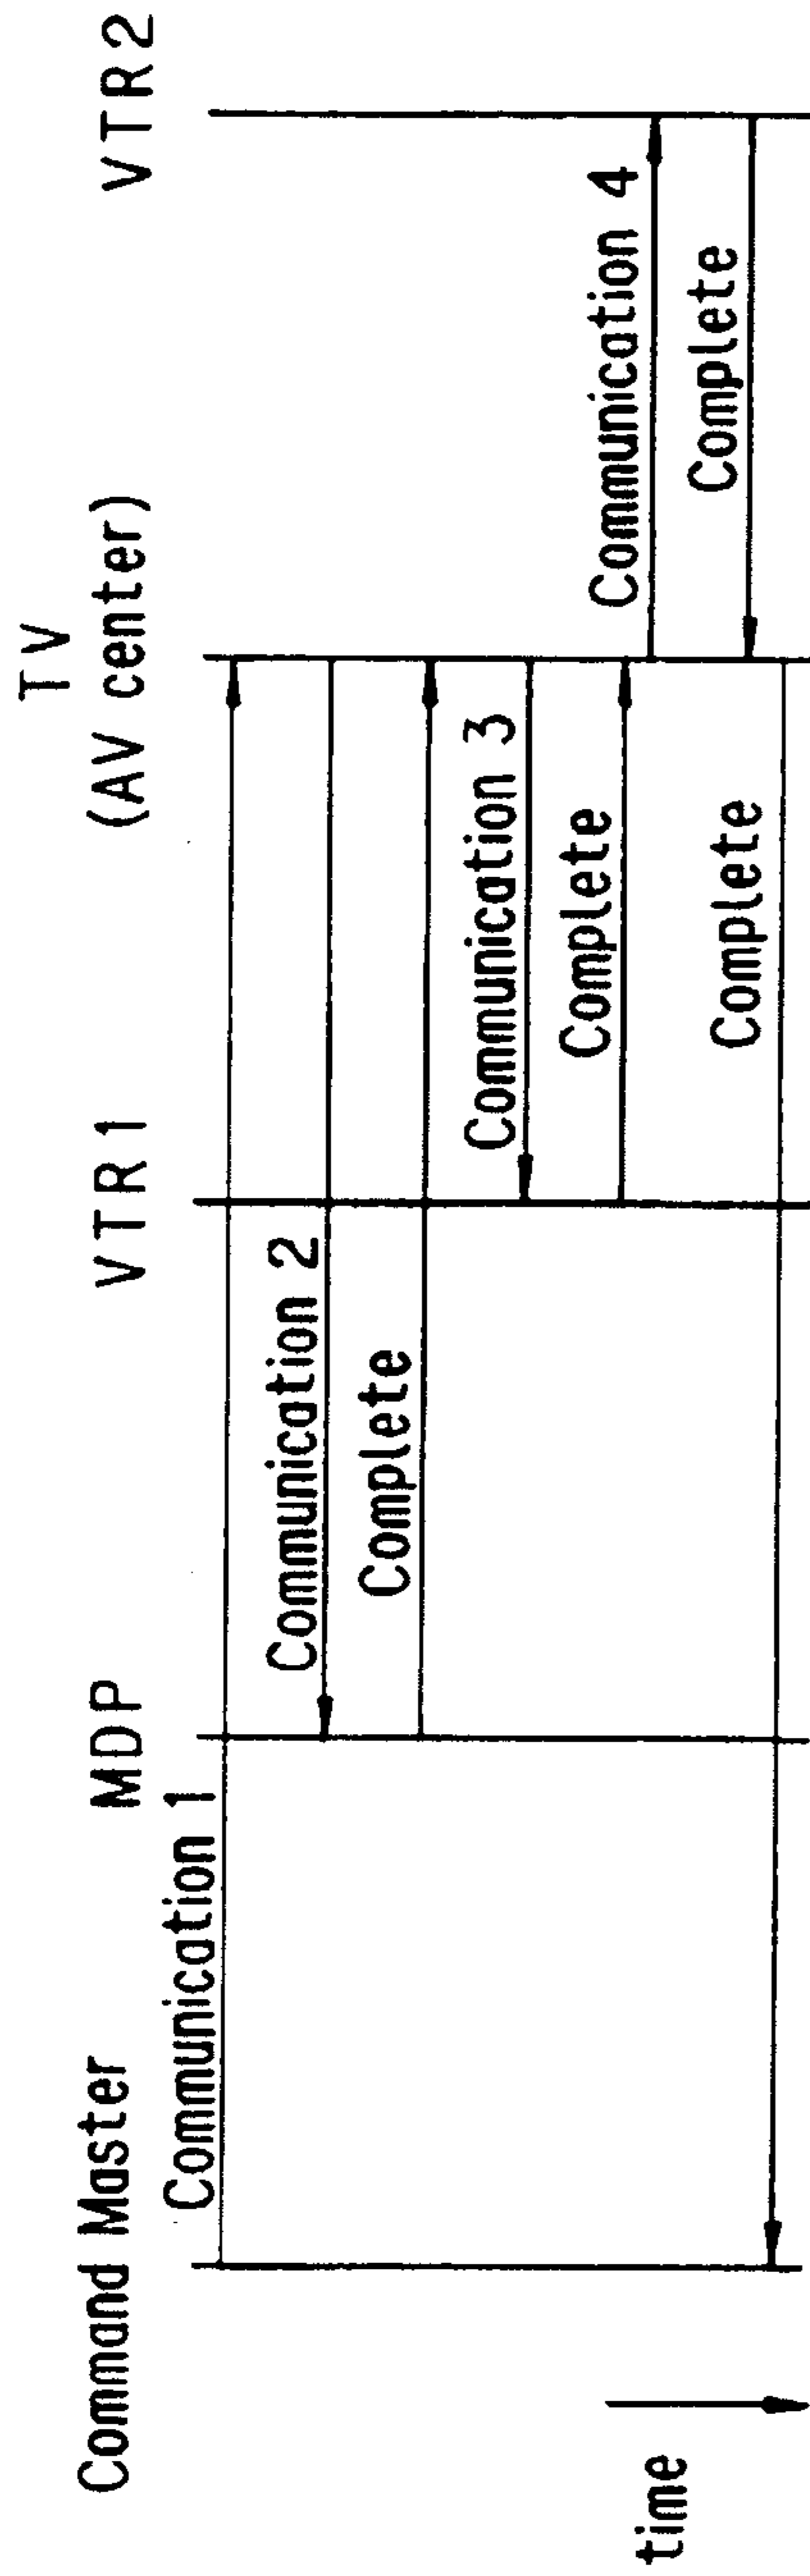 Command Master
MDP
VTR1
TV
(AV center)
VTR2
Communication 1
Communication 2
Complete
Communication 3
Complete
Communication 4
Complete
Complete
time